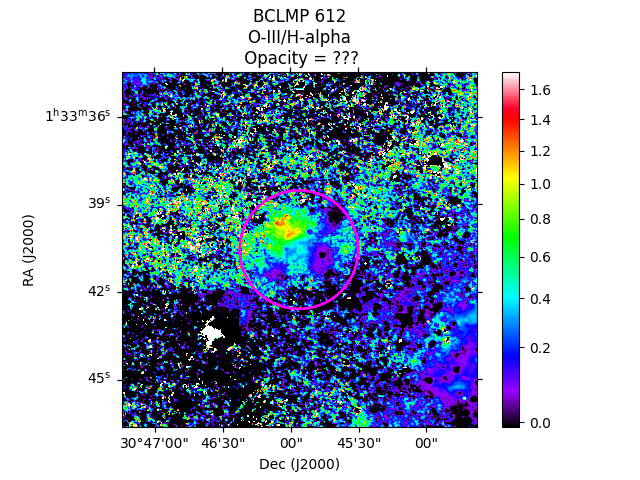 BCLMP 612
O-III/H-alpha
Opacity = ???
1ʰ33ᵐ36ˢ
39ˢ
42ˢ
45ˢ
RA (J2000)
30°47'00" 46'30" 00" 45'30" 00"
Dec (J2000)
1.6
1.4
1.2
1.0
0.8
0.6
0.4
0.2
0.0